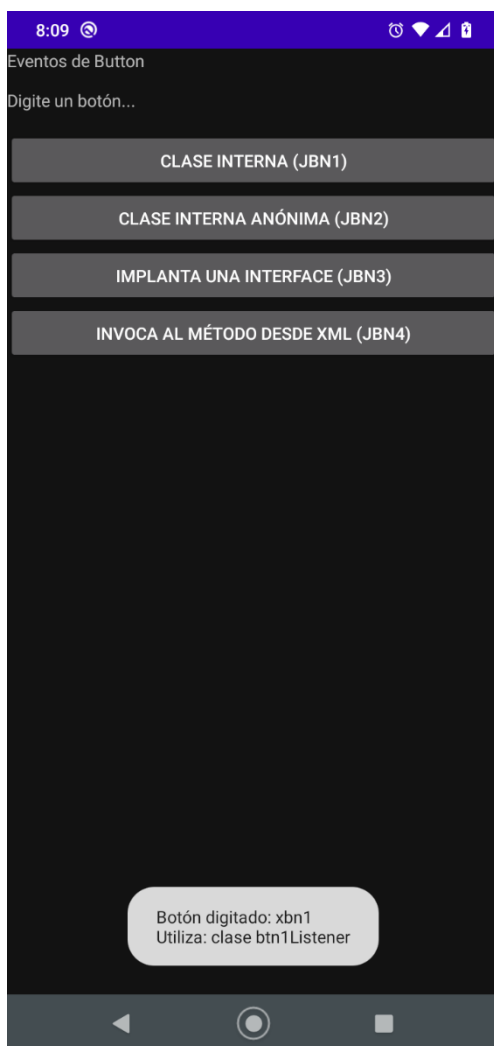 8:09
Eventos de Button
Digite un botón...
CLASE INTERNA (JBN1)
CLASE INTERNA ANÓNIMA (JBN2)
IMPLANTA UNA INTERFACE (JBN3)
INVOCA AL MÉTODO DESDE XML (JBN4)
Botón digitado: xbn1
Utiliza: clase btn1Listener